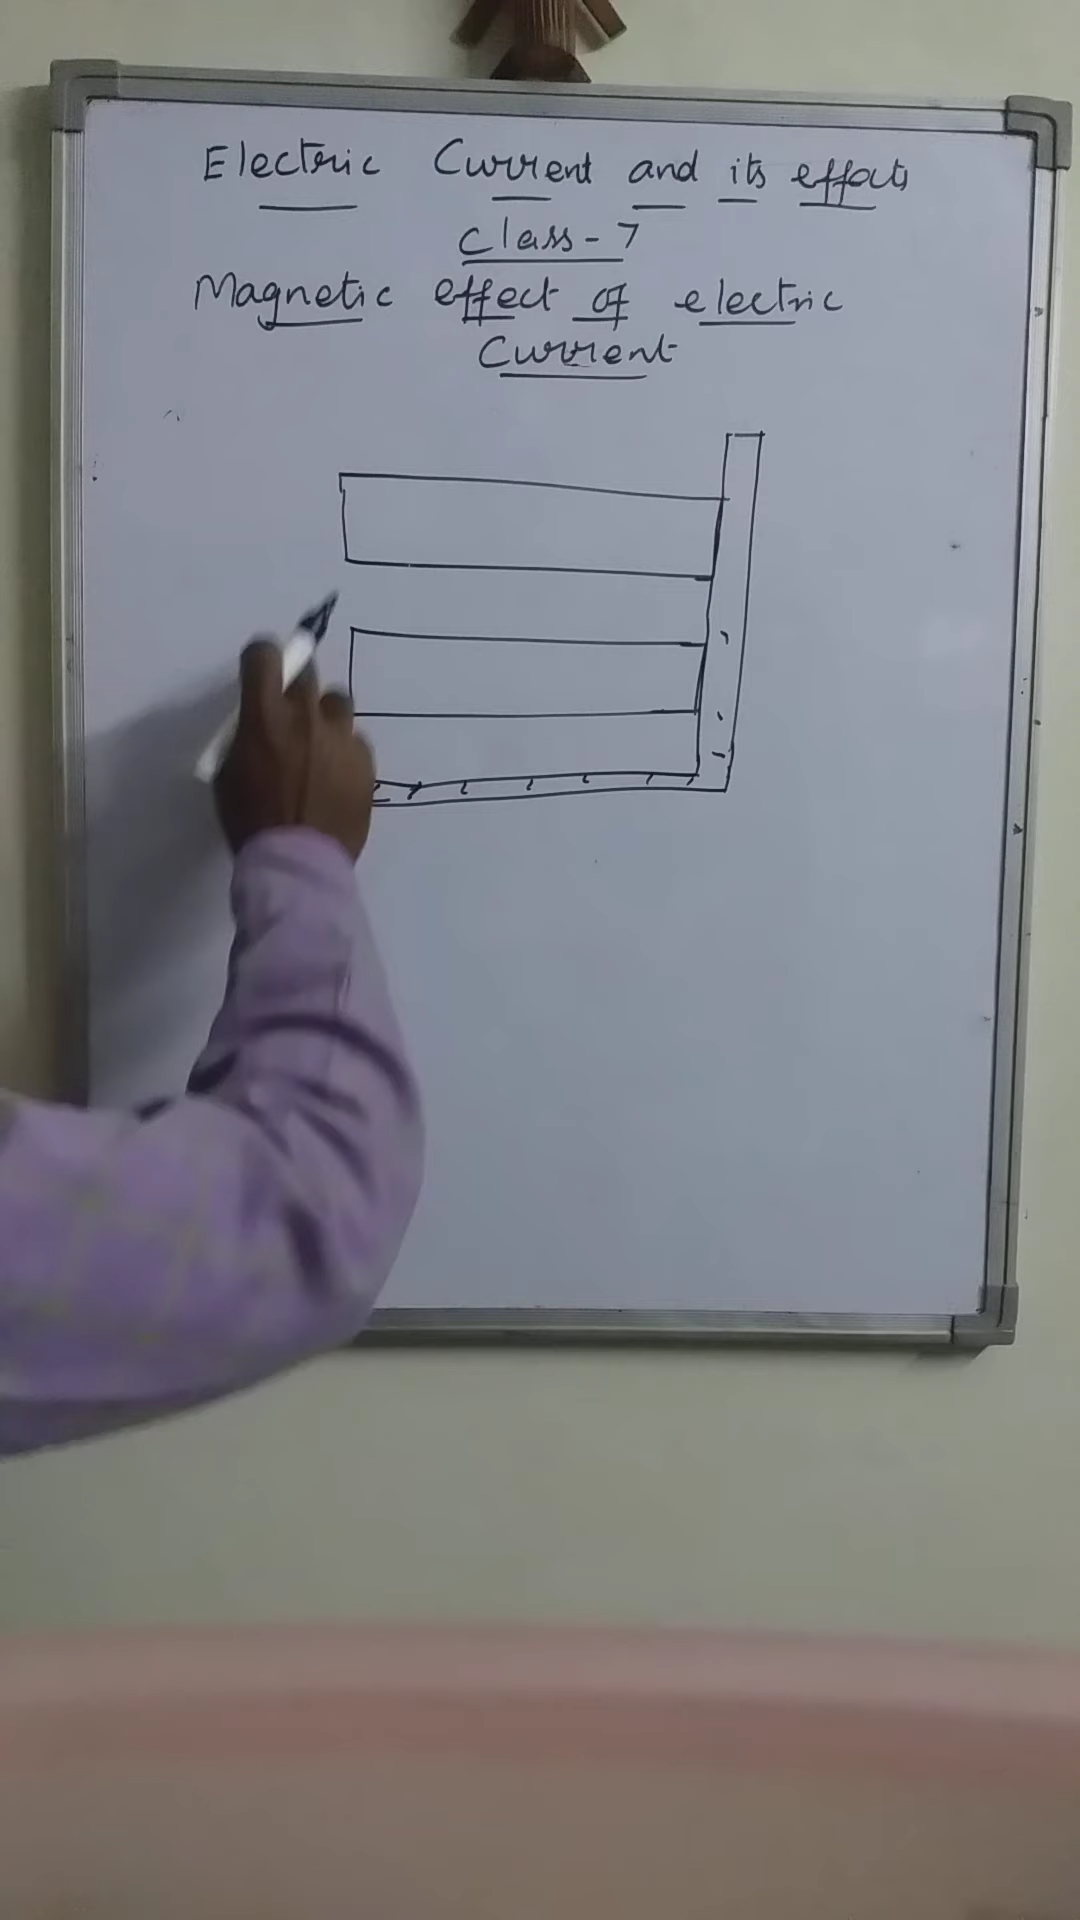 Electric Current and its effects
Class - 7
Magnetic effect of electric
Current